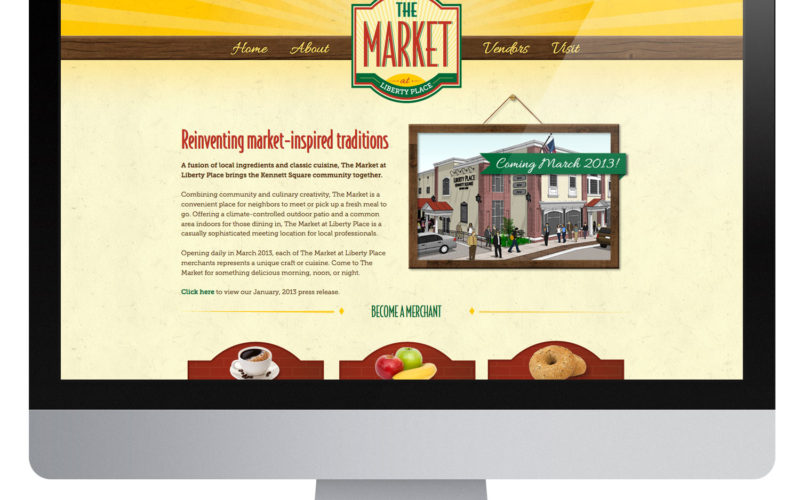 THE
MARKET
at
LIBERTY PLACE
Home About Vendors Visit
Reinventing market-inspired traditions
A fusion of local ingredients and classic cuisine, The Market at
Liberty Place brings the Kennett Square community together.
Combining community and culinary creativity, The Market is a
convenient place for neighbors to meet or pick up a fresh meal to
go. Offering a climate-controlled outdoor patio and a common
area indoors for those dining in, The Market at Liberty Place is a
casually sophisticated meeting location for local professionals.
Opening daily in March 2013, each of The Market at Liberty Place
merchants represents a unique craft or cuisine. Come to The
Market for something delicious morning, noon, or night.
Click here to view our January, 2013 press release.
Coming March 2013!
LIBERTY PLACE
KENNETT SQUARE
BECOME A MERCHANT